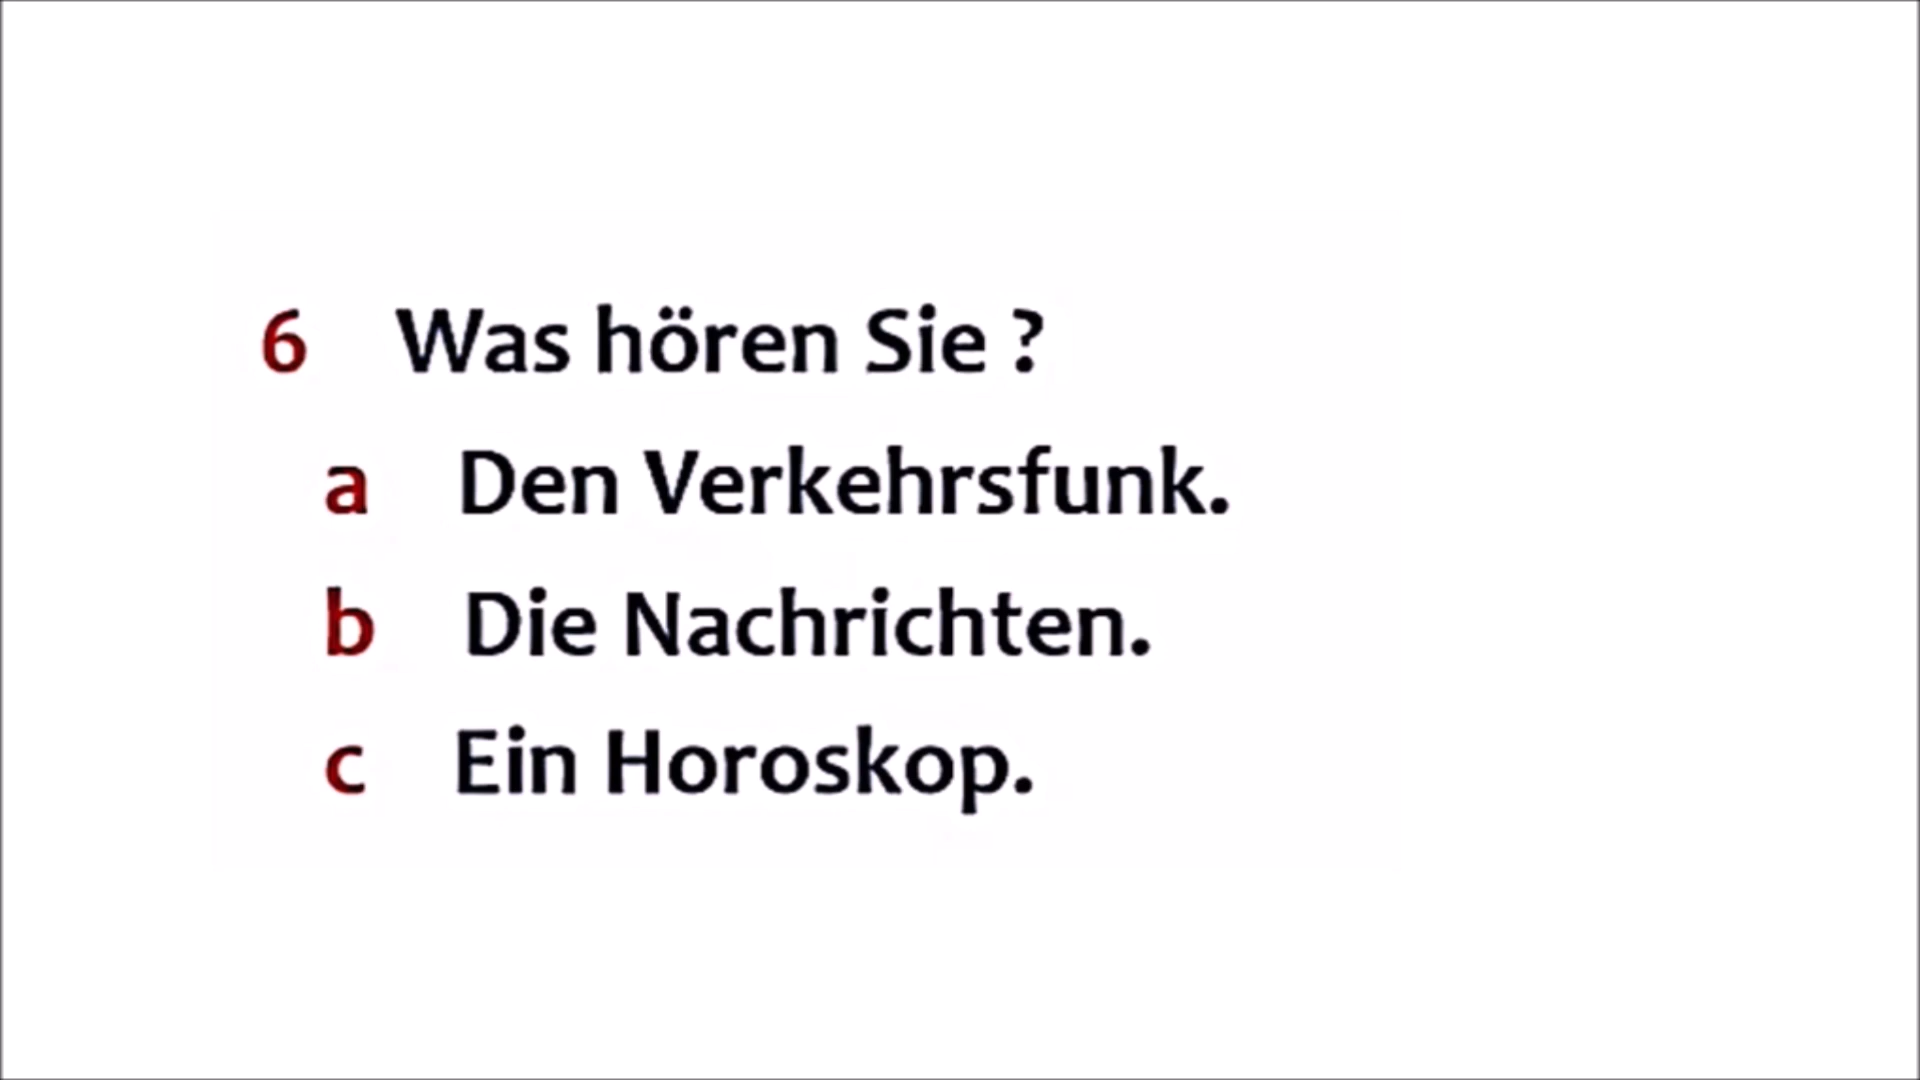 6 Was hören Sie ?
a Den Verkehrsfunk.
b Die Nachrichten.
c Ein Horoskop.